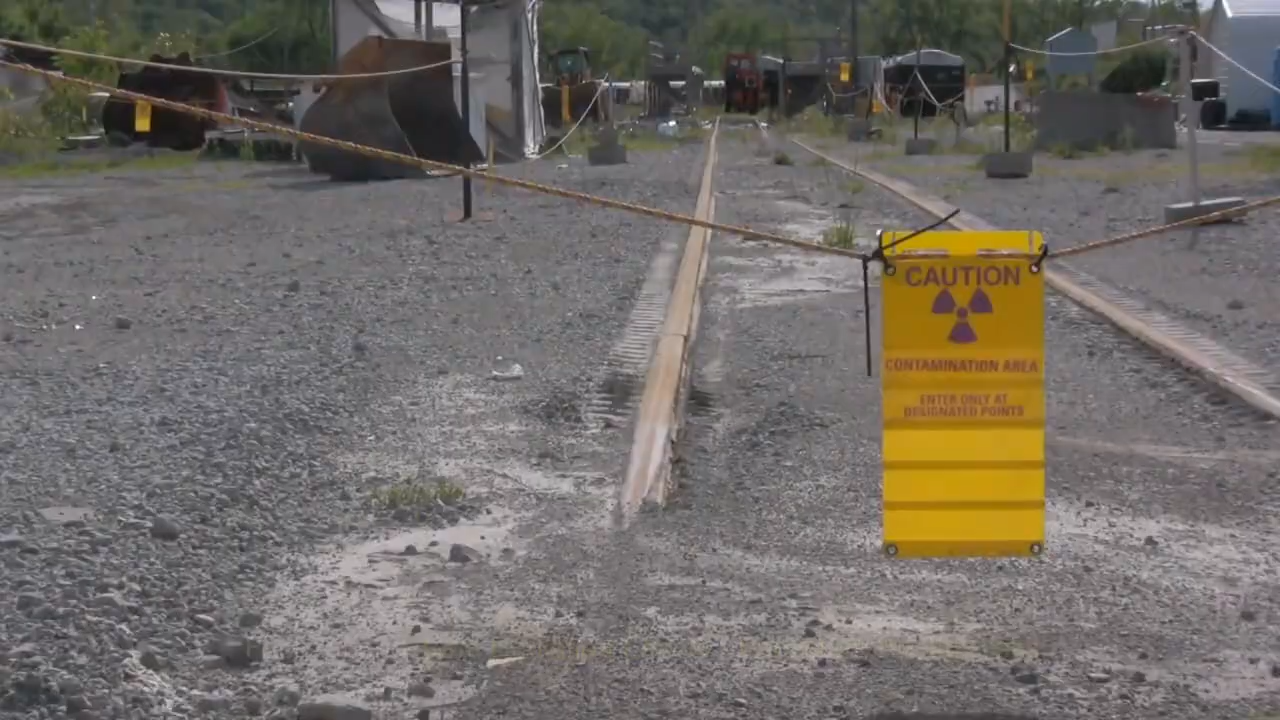 CAUTION
CONTAMINATION AREA
ENTER ONLY AT
DESIGNATED POINTS